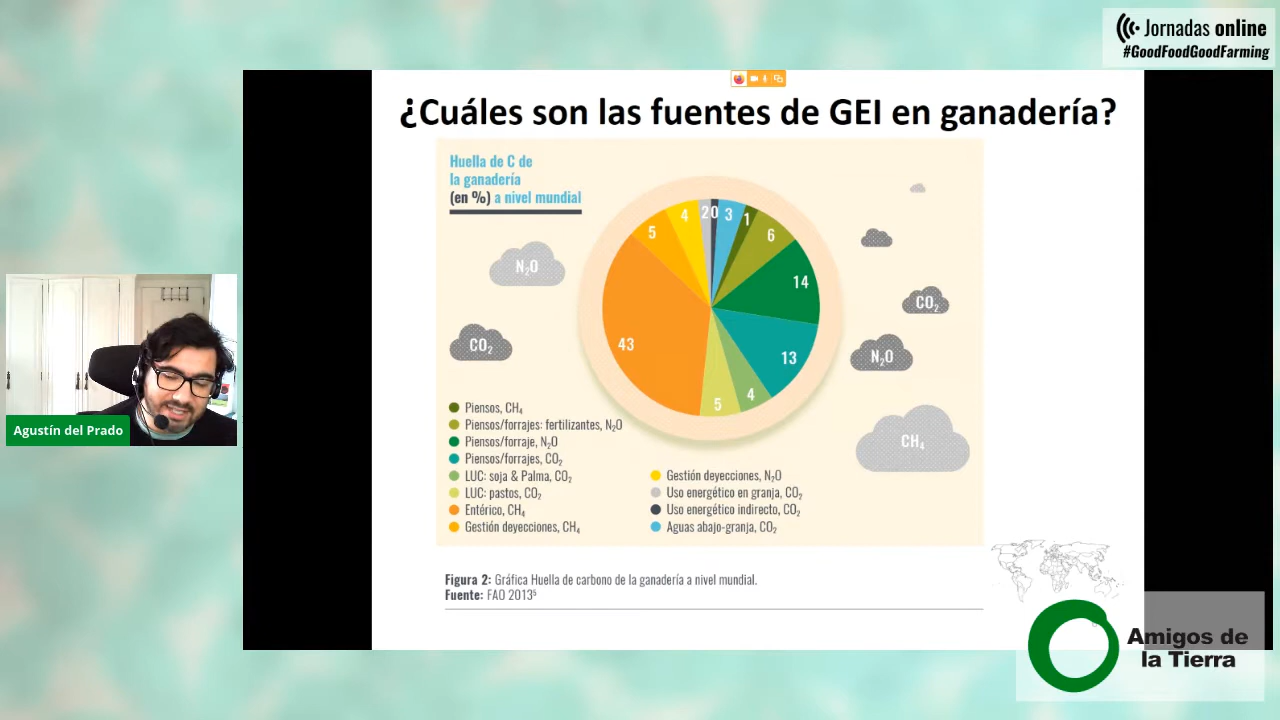 Jornadas online
#GoodFoodGoodFarming
¿Cuáles son las fuentes de GEI en ganadería?
Huella de C de
la ganadería
(en %) a nivel mundial
5
4
2
0
3
1
6
14
13
4
5
43
N₂O
CO₂
CO₂
N₂O
CH₄
Agustín del Prado
Piensos, CH₄
Piensos/forrajes: fertilizantes, N₂O
Piensos/forraje, N₂O
Piensos/forrajes, CO₂
LUC: soja & Palma, CO₂
LUC: pastos, CO₂
Entérico, CH₄
Gestión deyecciones, CH₄
Gestión deyecciones, N₂O
Uso energético en granja, CO₂
Uso energético indirecto, CO₂
Aguas abajo-granja, CO₂
Figura 2: Gráfica Huella de carbono de la ganadería a nivel mundial.
Fuente: FAO 2013⁵
Amigos de
la Tierra